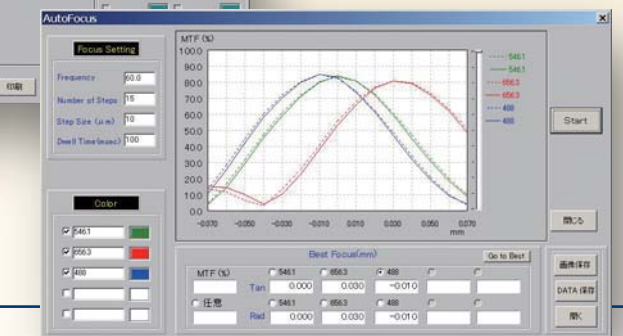 AutoFocus
印刷
Focus Setting
Frequency 60.0
Number of Steps 15
Step Size (μm) 10
Dwell Time(msec) 100
MTF (%)
100.0
90.0
80.0
70.0
60.0
50.0
40.0
30.0
20.0
10.0
0.0
-0.070 -0.050 -0.030 -0.010 0.010 0.030 0.050 0.070
mm
546.1
546.1
656.3
656.3
488
488
Start
閉じる
Color
546.1
656.3
488
Best Focus(mm)
Go to Best
MTF (%) 546.1 656.3 488
Tan 0.000 0.030 -0.010
任意 546.1 656.3 488
Rad 0.000 0.030 -0.010
画像保存
DATA 保存
開く